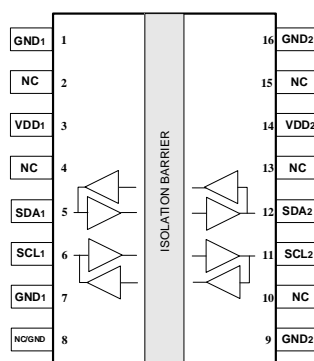 GND1 1 16 GND2
NC 2 15 NC
VDD1 3 14 VDD2
NC 4 13 NC
SDA1 5 12 SDA2
SCL1 6 11 SCL2
GND1 7 10 NC
NC/GND 8 9 GND2
ISOLATION BARRIER